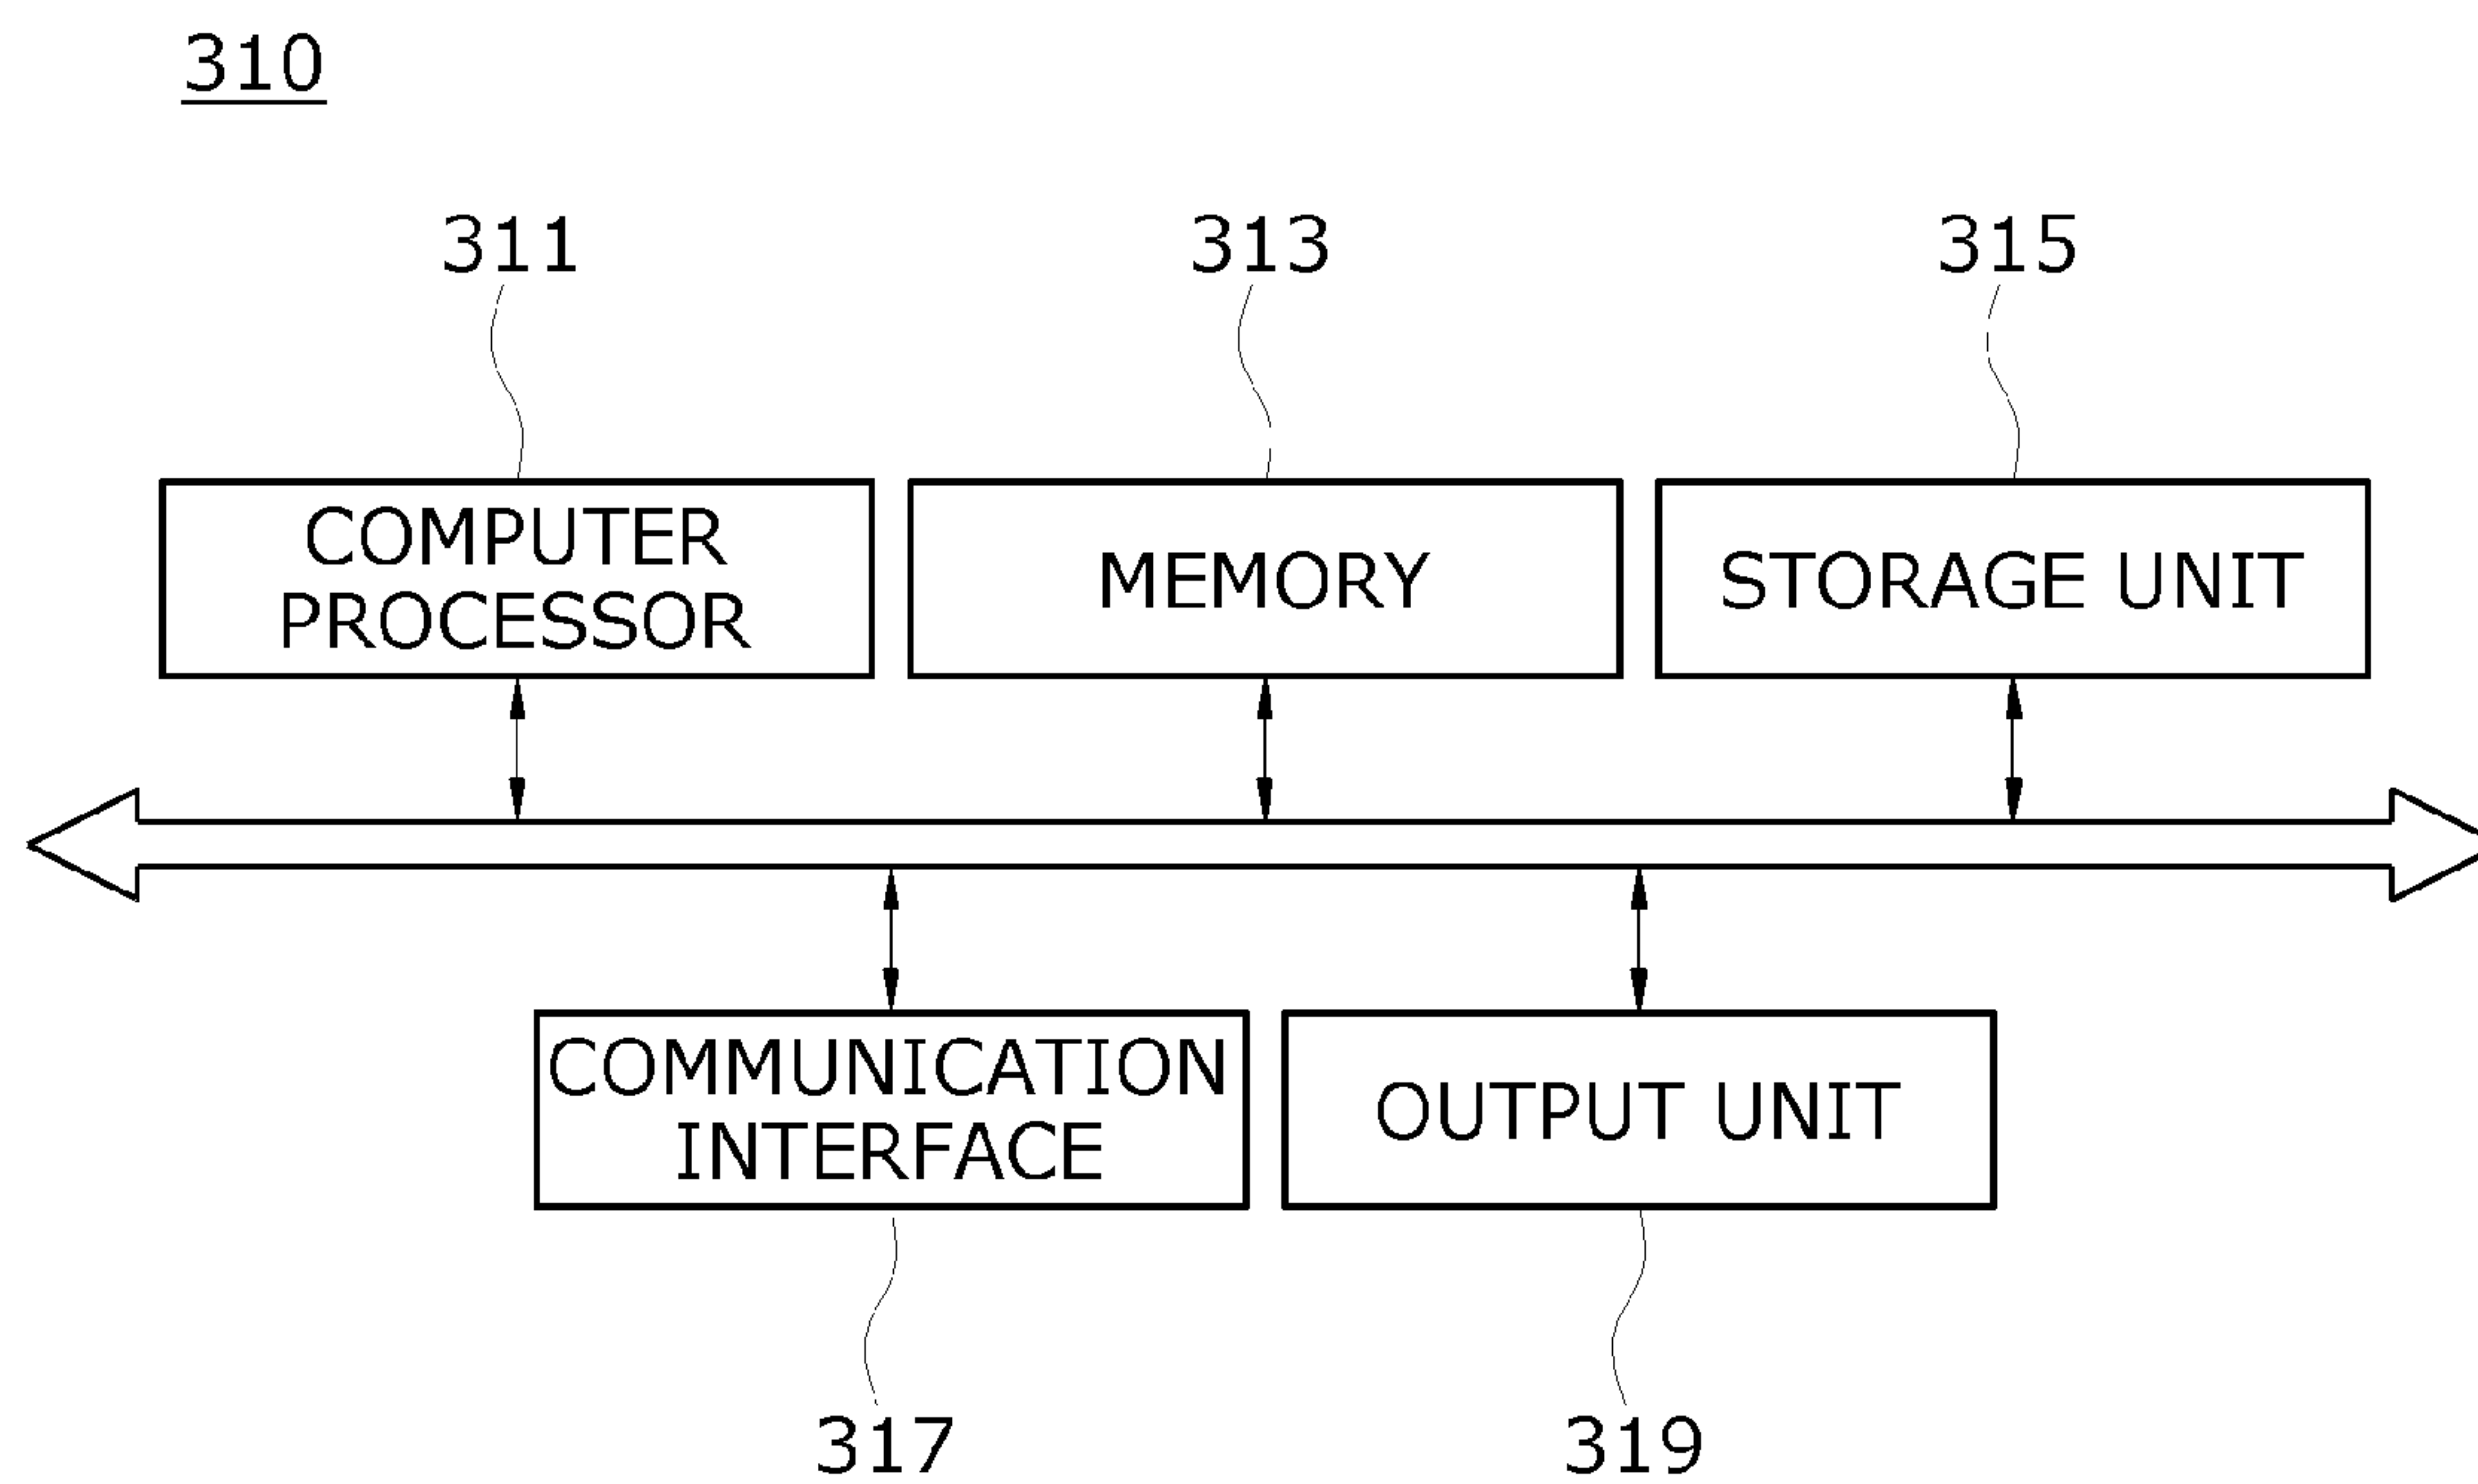 310
311
313
315
COMPUTER
PROCESSOR
MEMORY
STORAGE UNIT
COMMUNICATION
INTERFACE
OUTPUT UNIT
317
319